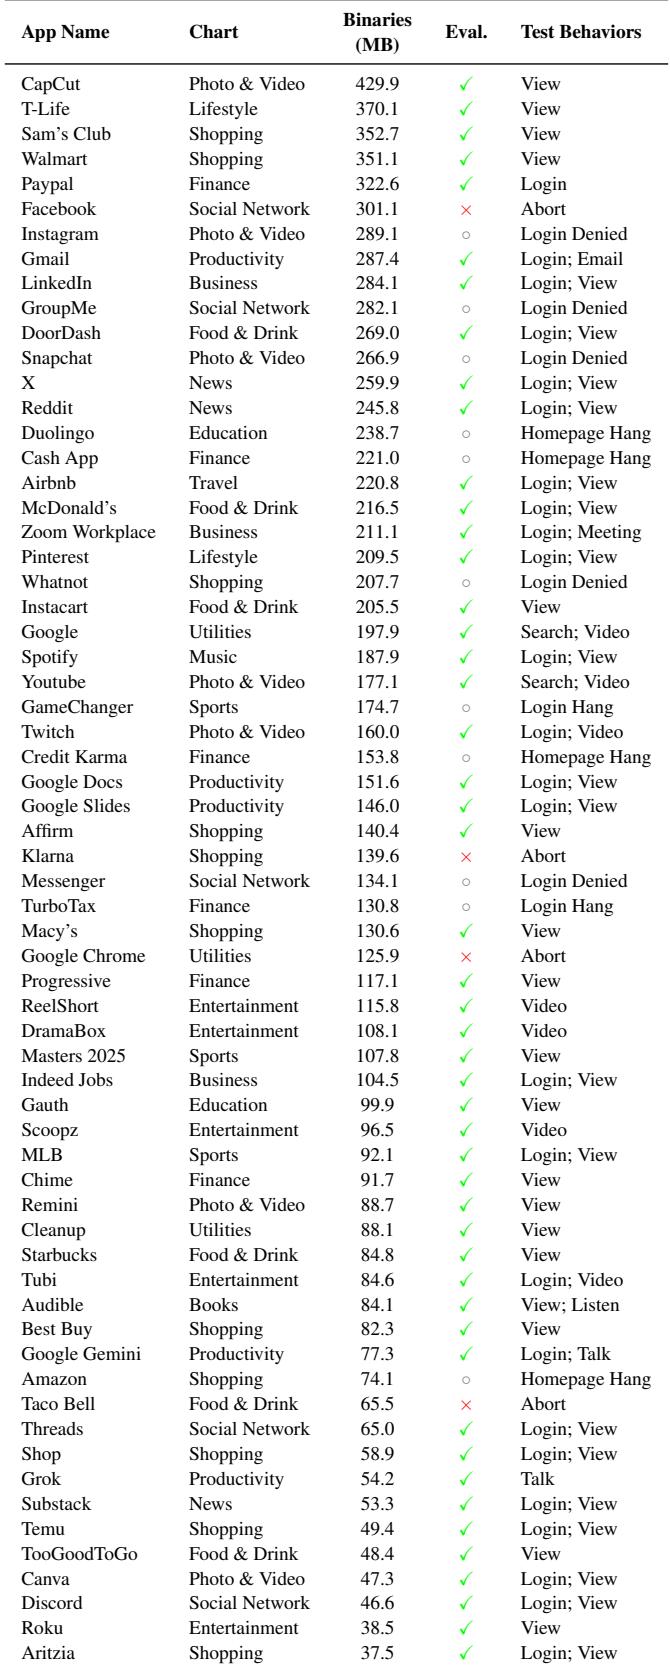 App Name Chart Binaries (MB) Eval. Test Behaviors
CapCut Photo & Video 429.9 ✓ View
T-Life Lifestyle 370.1 ✓ View
Sam's Club Shopping 352.7 ✓ View
Walmart Shopping 351.1 ✓ View
Paypal Finance 322.6 ✓ Login
Facebook Social Network 301.1 × Abort
Instagram Photo & Video 289.1 ○ Login Denied
Gmail Productivity 287.4 ✓ Login; Email
LinkedIn Business 284.1 ✓ Login; View
GroupMe Social Network 282.1 ○ Login Denied
DoorDash Food & Drink 269.0 ✓ Login; View
Snapchat Photo & Video 266.9 ○ Login Denied
X News 259.9 ✓ Login; View
Reddit News 245.8 ✓ Login; View
Duolingo Education 238.7 ○ Homepage Hang
Cash App Finance 221.0 ○ Homepage Hang
Airbnb Travel 220.8 ✓ Login; View
McDonald's Food & Drink 216.5 ✓ Login; View
Zoom Workplace Business 211.1 ✓ Login; Meeting
Pinterest Lifestyle 209.5 ✓ Login; View
Whatnot Shopping 207.7 ○ Login Denied
Instacart Food & Drink 205.5 ✓ View
Google Utilities 197.9 ✓ Search; Video
Spotify Music 187.9 ✓ Login; View
Youtube Photo & Video 177.1 ✓ Search; Video
GameChanger Sports 174.7 ○ Login Hang
Twitch Photo & Video 160.0 ✓ Login; Video
Credit Karma Finance 153.8 ○ Homepage Hang
Google Docs Productivity 151.6 ✓ Login; View
Google Slides Productivity 146.0 ✓ Login; View
Affirm Shopping 140.4 ✓ View
Klarna Shopping 139.6 × Abort
Messenger Social Network 134.1 ○ Login Denied
TurboTax Finance 130.8 ○ Login Hang
Macy's Shopping 130.6 ✓ View
Google Chrome Utilities 125.9 × Abort
Progressive Finance 117.1 ✓ View
ReelShort Entertainment 115.8 ✓ Video
DramaBox Entertainment 108.1 ✓ Video
Masters 2025 Sports 107.8 ✓ View
Indeed Jobs Business 104.5 ✓ Login; View
Gauth Education 99.9 ✓ View
Scoopz Entertainment 96.5 ✓ Video
MLB Sports 92.1 ✓ Login; View
Chime Finance 91.7 ✓ View
Remini Photo & Video 88.7 ✓ View
Cleanup Utilities 88.1 ✓ View
Starbucks Food & Drink 84.8 ✓ View
Tubi Entertainment 84.6 ✓ Login; Video
Audible Books 84.1 ✓ View; Listen
Best Buy Shopping 82.3 ✓ View
Google Gemini Productivity 77.3 ✓ Login; Talk
Amazon Shopping 74.1 ○ Homepage Hang
Taco Bell Food & Drink 65.5 × Abort
Threads Social Network 65.0 ✓ Login; View
Shop Shopping 58.9 ✓ Login; View
Grok Productivity 54.2 ✓ Talk
Substack News 53.3 ✓ Login; View
Temu Shopping 49.4 ✓ Login; View
TooGoodToGo Food & Drink 48.4 ✓ View
Canva Photo & Video 47.3 ✓ Login; View
Discord Social Network 46.6 ✓ Login; View
Roku Entertainment 38.5 ✓ View
Aritzia Shopping 37.5 ✓ Login; View